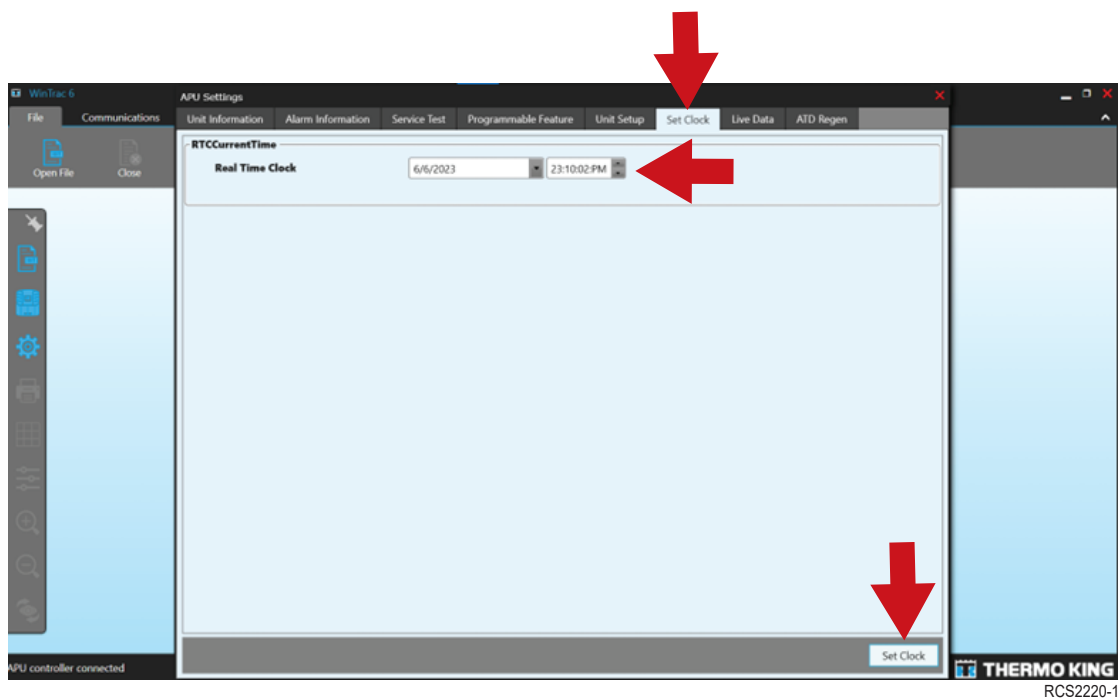 WinTrac 6
APU Settings
File Communications
Unit Information Alarm Information Service Test Programmable Feature Unit Setup Set Clock Live Data ATD Regen
RTCCurrentTime
Real Time Clock 6/6/2023 23:10:02:PM
Open File Close
Set Clock
APU controller connected
THERMO KING
RCS2220-1